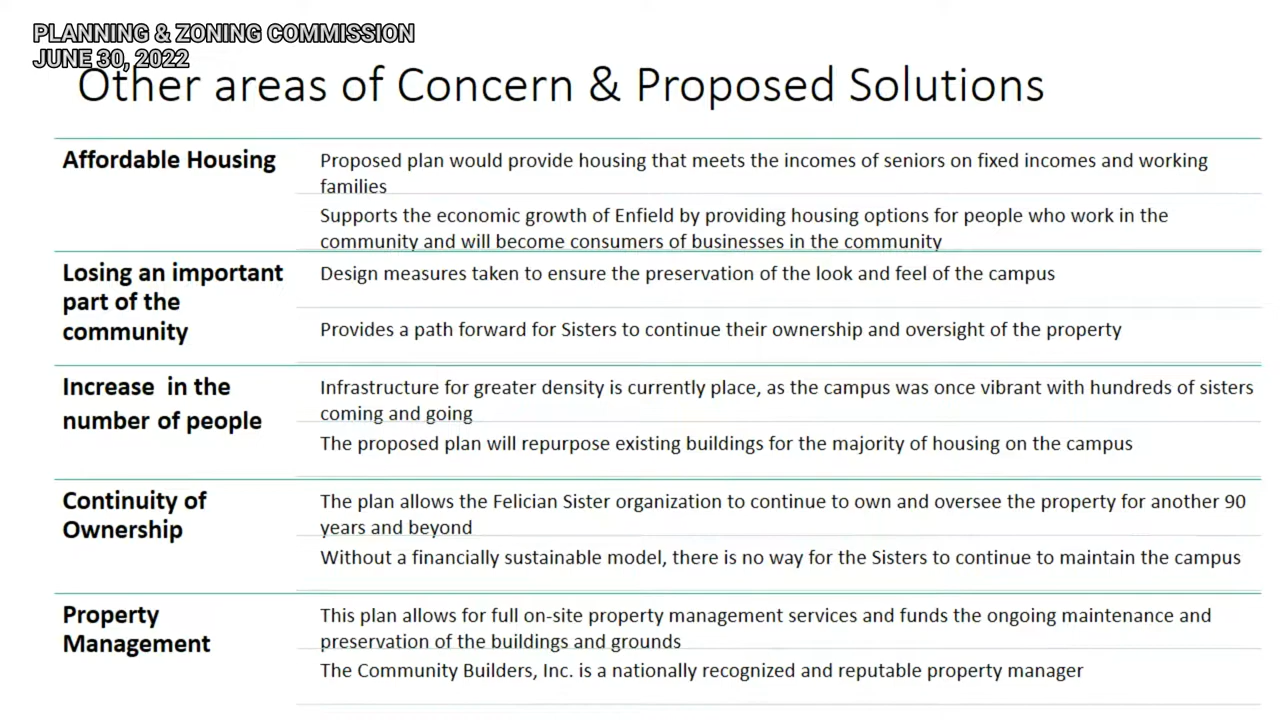 PLANNING & ZONING COMMISSION
JUNE 30, 2022
Other areas of Concern & Proposed Solutions
Affordable Housing
Proposed plan would provide housing that meets the incomes of seniors on fixed incomes and working
families
Supports the economic growth of Enfield by providing housing options for people who work in the
community and will become consumers of businesses in the community
Losing an important
part of the
community
Design measures taken to ensure the preservation of the look and feel of the campus
Provides a path forward for Sisters to continue their ownership and oversight of the property
Increase in the
number of people
Infrastructure for greater density is currently place, as the campus was once vibrant with hundreds of sisters
coming and going
The proposed plan will repurpose existing buildings for the majority of housing on the campus
Continuity of
Ownership
The plan allows the Felician Sister organization to continue to own and oversee the property for another 90
years and beyond
Without a financially sustainable model, there is no way for the Sisters to continue to maintain the campus
Property
Management
This plan allows for full on-site property management services and funds the ongoing maintenance and
preservation of the buildings and grounds
The Community Builders, Inc. is a nationally recognized and reputable property manager